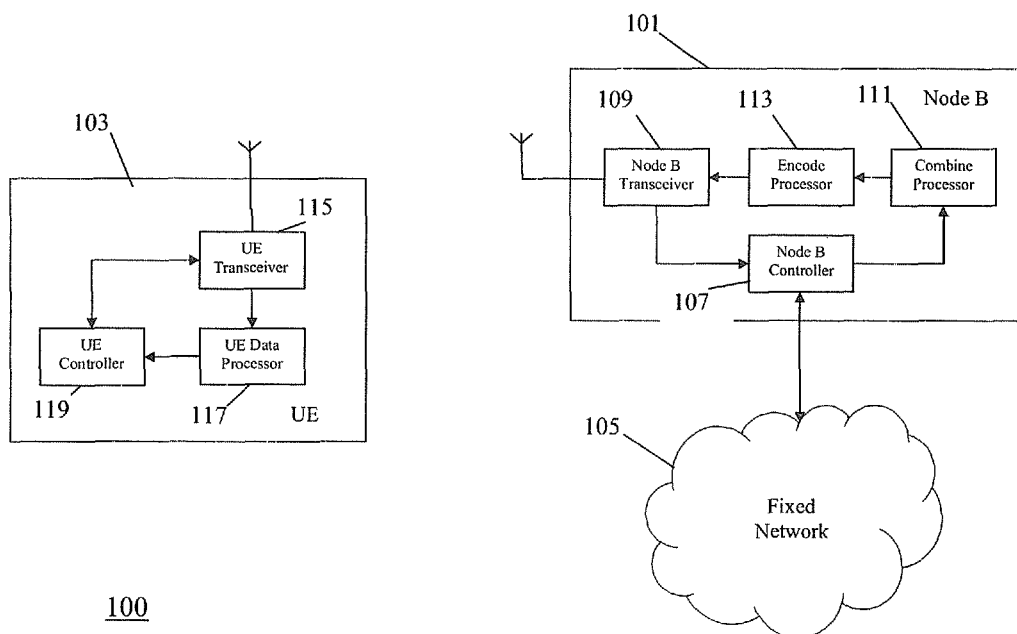 101
109
113
111
Node B
Node B
Transceiver
Encode
Processor
Combine
Processor
Node B
Controller
107
103
115
UE
Transceiver
UE
Controller
UE Data
Processor
119
117
UE
105
Fixed
Network
100